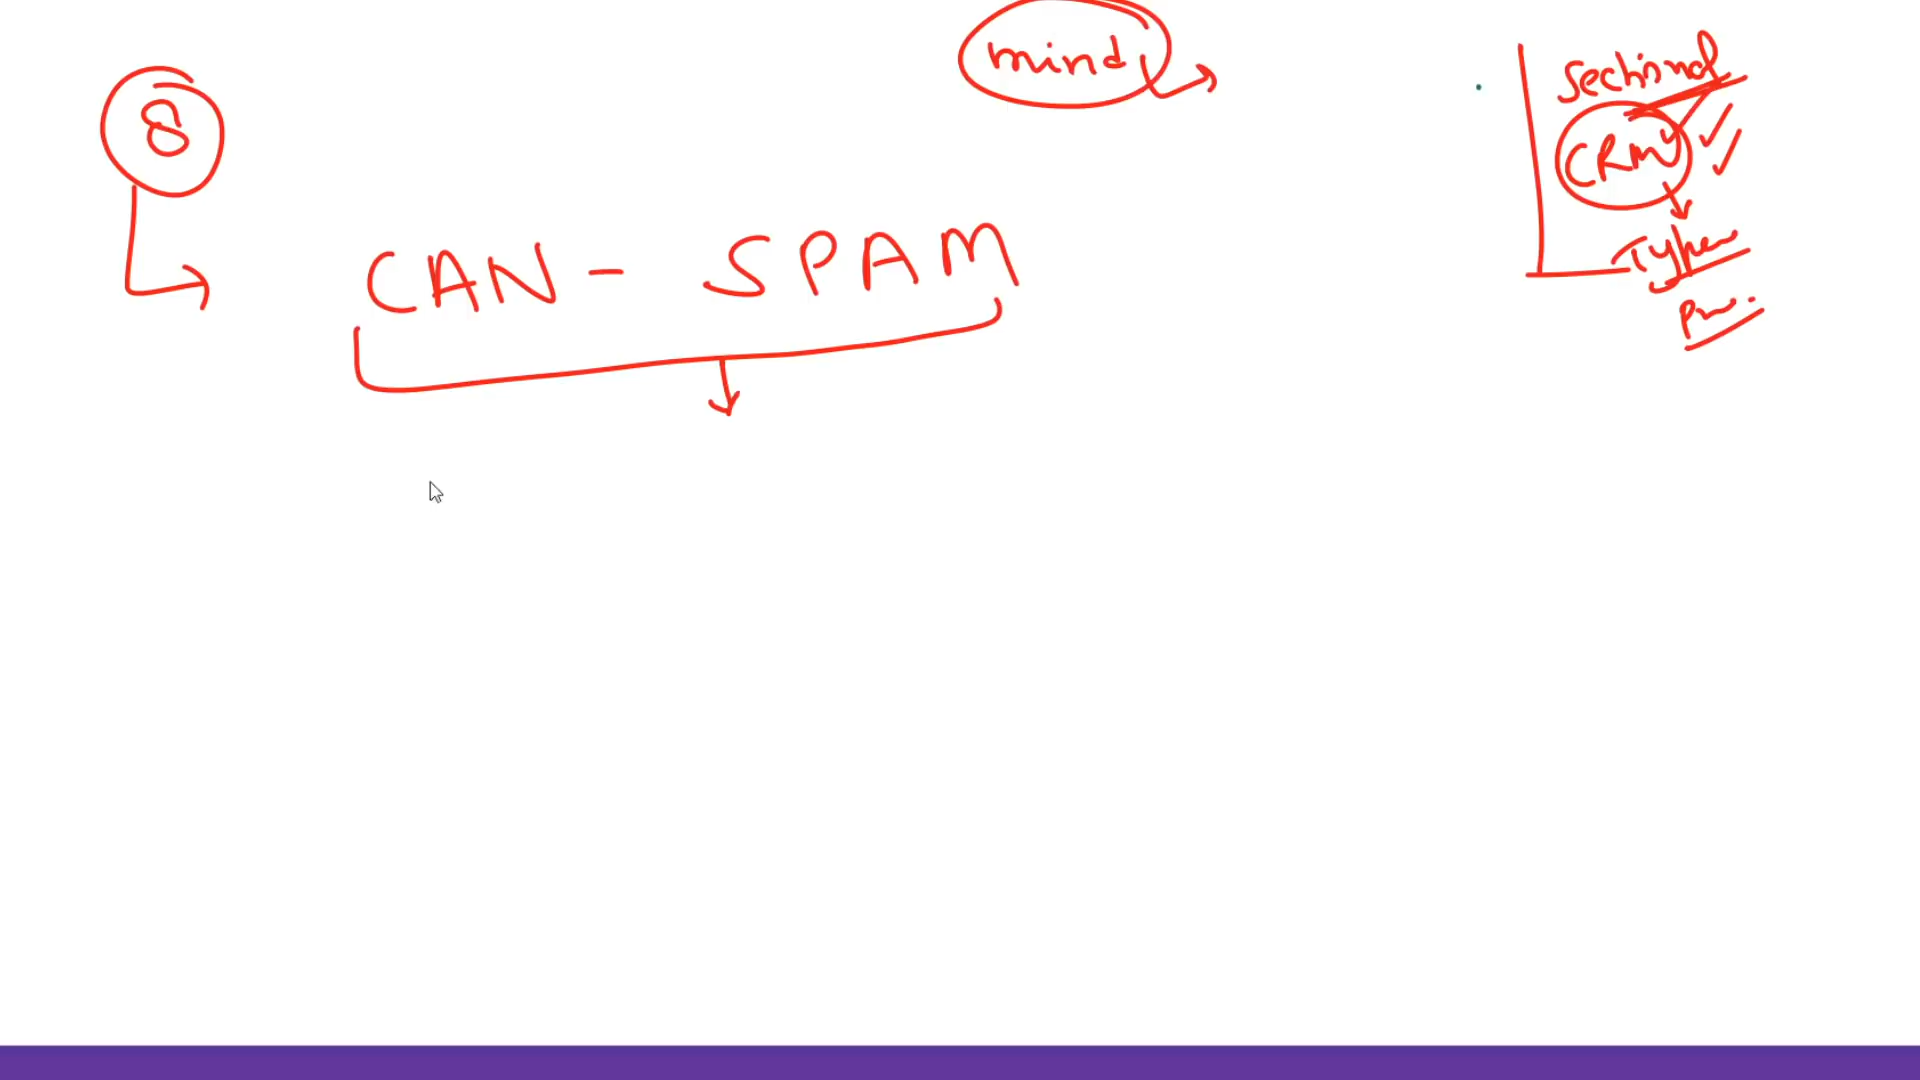 mind
8
CAN - SPAM
Sectional
CRM
Types